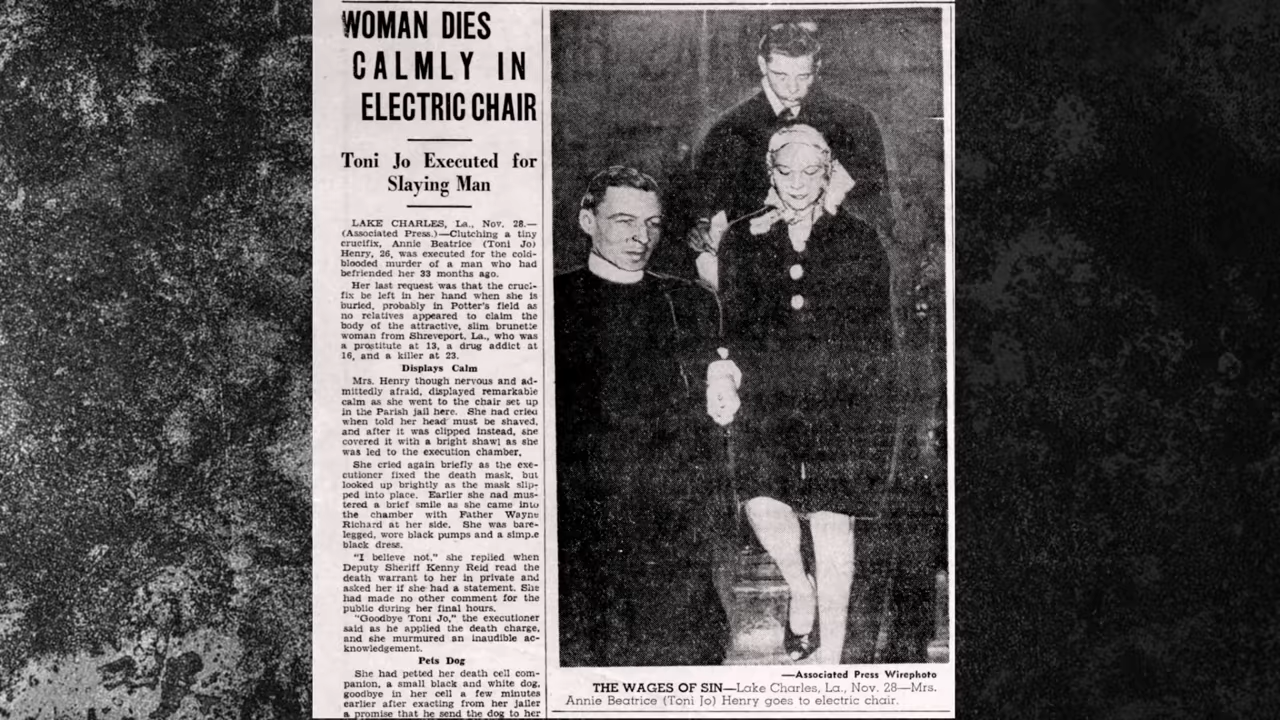 WOMAN DIES
CALMLY IN
ELECTRIC CHAIR
Toni Jo Executed for
Slaying Man
LAKE CHARLES, La., Nov. 28.—
(Associated Press.)—Clutching a tiny
crucifix, Annie Beatrice (Toni Jo)
Henry, 26, was executed for the cold-
blooded murder of a man who had
befriended her 33 months ago.
Her last request was that the cruci-
fix be left in her hand when she is
buried, probably in Potter's field as
no relatives appeared to claim the
body of the attractive, slim brunette
woman from Shreveport, La., who was
a prostitute at 13, a drug addict at
16, and a killer at 23.
Displays Calm
Mrs. Henry though nervous and ad-
mittedly afraid, displayed remarkable
calm as she went to the chair set up
in the Parish jail here. She had cried
when told her head must be shaved,
and after it was clipped instead, she
covered it with a bright shawl as she
was led to the execution chamber.
She cried again briefly as the exe-
cutioner fixed the death mask, but
looked up brightly as the mask slip-
ped into place. Earlier she had mus-
tered a brief smile as she came into
the chamber with Father Wayne
Richard at her side. She was bare-
legged, wore black pumps and a simple
black dress.
"I believe not," she replied when
Deputy Sheriff Kenny Reid read the
death warrant to her in private and
asked her if she had a statement. She
had made no other comment for the
public during her final hours.
"Goodbye Toni Jo," the executioner
said as he applied the death charge,
and she murmured an inaudible ac-
knowledgement.
Pets Dog
She had petted her death cell com-
panion, a small black and white dog,
goodbye in her cell a few minutes
earlier after exacting from her jailer
a promise that he send the dog to her
—Associated Press Wirephoto
THE WAGES OF SIN—Lake Charles, La., Nov. 28—Mrs.
Annie Beatrice (Toni Jo) Henry goes to electric chair.